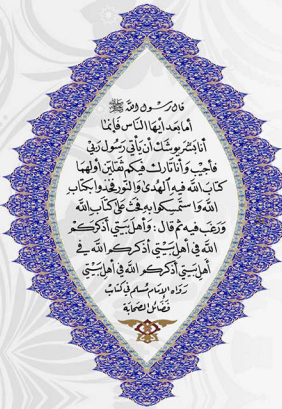 قال رسول الله ﷺ
أما بعد أيها الناس فإنما
أنا بشر يوشك أن يأتي رسول ربي
فأجيب وأنا تارك فيكم ثقلين أولهما
كتاب الله فيه الهدى والنور فخذوا بكتاب
الله واستمسكوا به فحث على كتاب الله
ورغب فيه ثم قال : وأهل بيتي أذكركم
الله في أهل بيتي أذكركم الله في
أهل بيتي أذكركم الله في أهل بيتي
رواه الإمام مسلم في كتاب
فضائل الصحابة